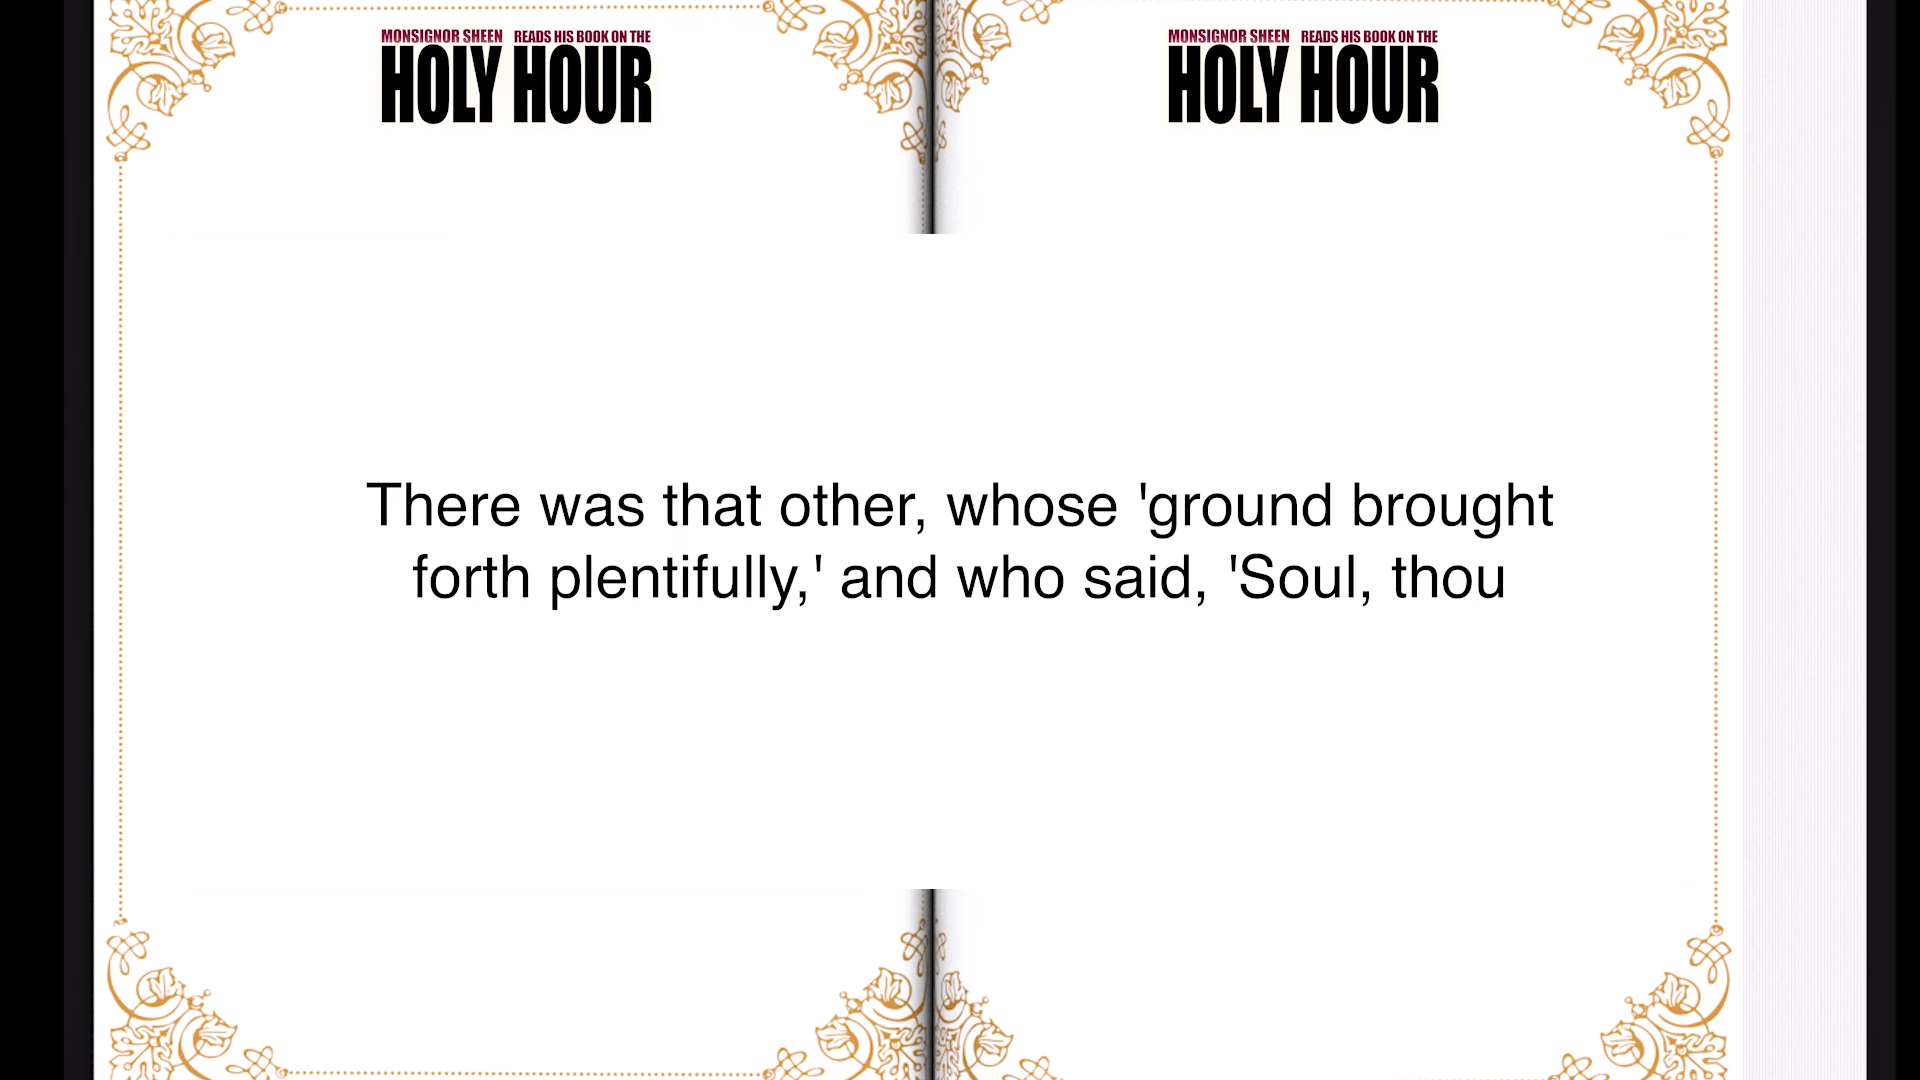 MONSIGNOR SHEEN READS HIS BOOK ON THE
HOLY HOUR
MONSIGNOR SHEEN READS HIS BOOK ON THE
HOLY HOUR
There was that other, whose 'ground brought
forth plentifully,' and who said, 'Soul, thou